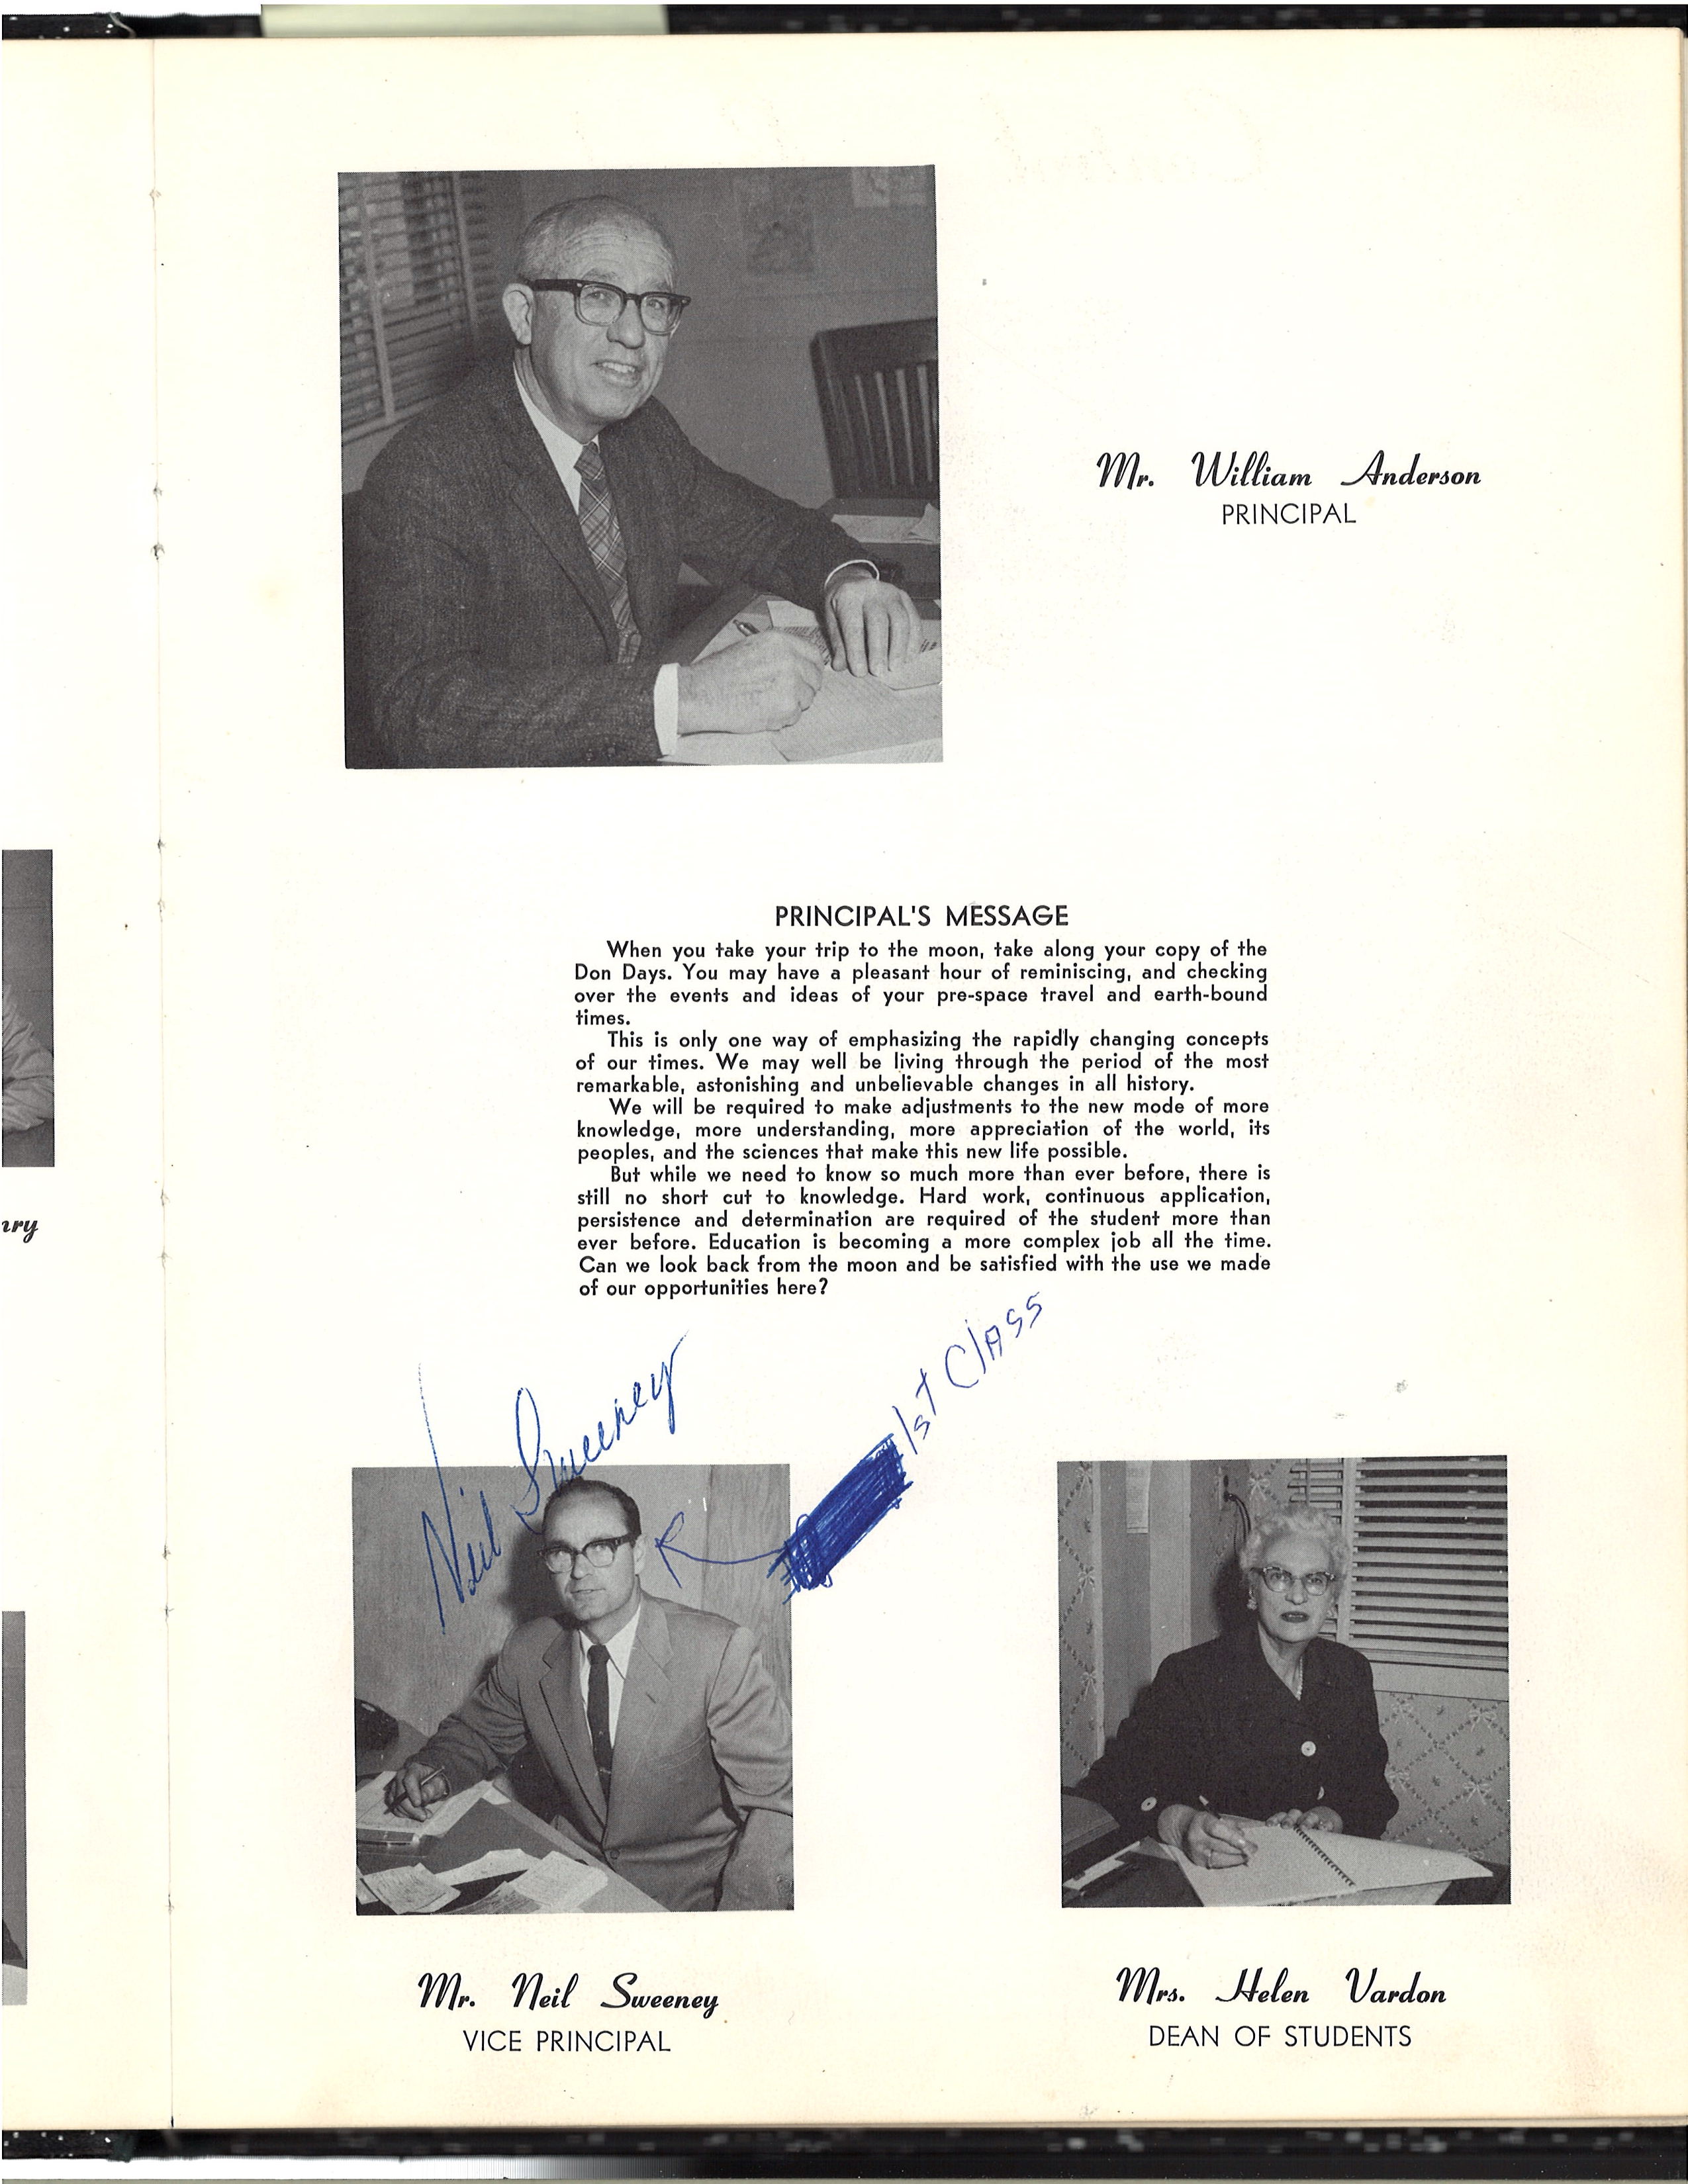 Mr. William Anderson
PRINCIPAL
PRINCIPAL'S MESSAGE
When you take your trip to the moon, take along your copy of the
Don Days. You may have a pleasant hour of reminiscing, and checking
over the events and ideas of your pre-space travel and earth-bound
times.
This is only one way of emphasizing the rapidly changing concepts
of our times. We may well be living through the period of the most
remarkable, astonishing and unbelievable changes in all history.
We will be required to make adjustments to the new mode of more
knowledge, more understanding, more appreciation of the world, its
peoples, and the sciences that make this new life possible.
But while we need to know so much more than ever before, there is
still no short cut to knowledge. Hard work, continuous application,
persistence and determination are required of the student more than
ever before. Education is becoming a more complex job all the time.
Can we look back from the moon and be satisfied with the use we made
of our opportunities here?
Neil Sweeney
1st Class
Mr. Neil Sweeney
VICE PRINCIPAL
Mrs. Helen Vardon
DEAN OF STUDENTS